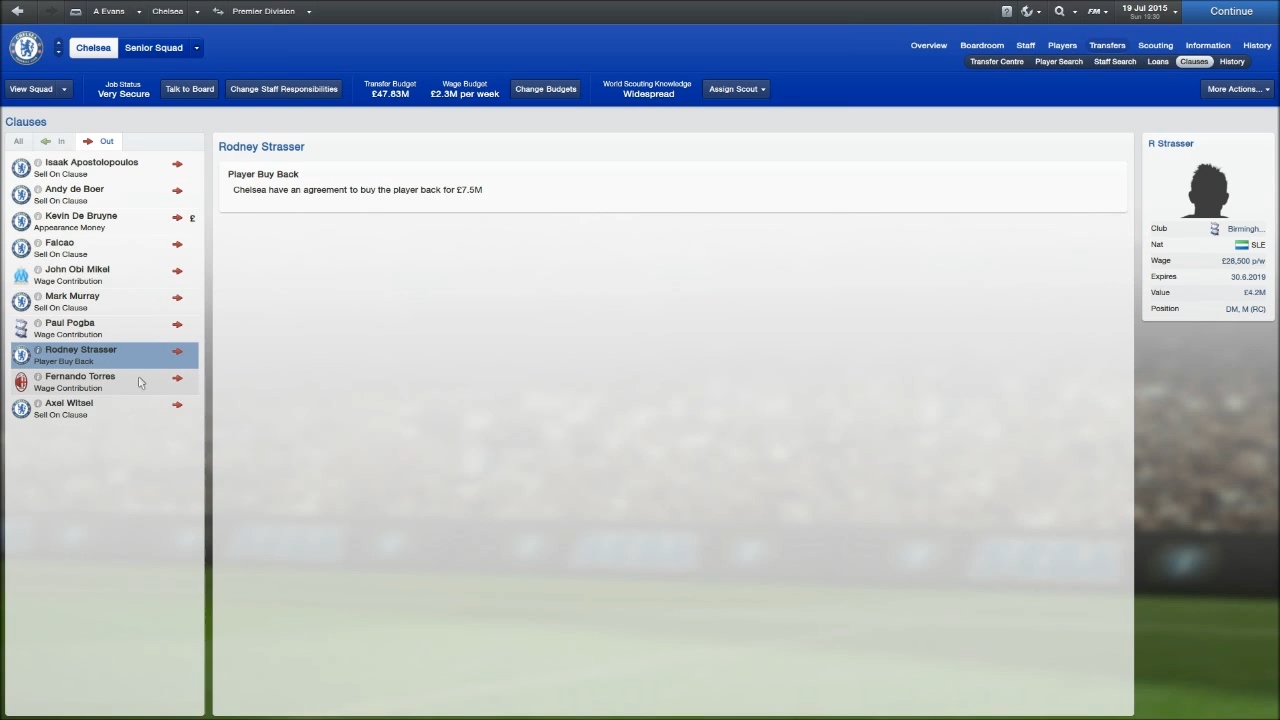 A Evans Chelsea Premier Division FM 19 Jul 2015 Continue
Sun 19:30
Chelsea Senior Squad Overview Boardroom Staff Players Transfers Scouting Information History
Transfer Centre Player Search Staff Search Loans Clauses History
View Squad Job Status Talk to Board Change Staff Responsibilities Transfer Budget Wage Budget Change Budgets World Scouting Knowledge Assign Scout More Actions...
Very Secure £47.63M £2.3M per week Widespread
Clauses
All In Out
Isaak Apostolopoulos
Sell On Clause
Andy de Boer
Sell On Clause
Kevin De Bruyne £
Appearance Money
Falcao
Sell On Clause
John Obi Mikel
Wage Contribution
Mark Murray
Sell On Clause
Paul Pogba
Wage Contribution
Rodney Strasser
Player Buy Back
Fernando Torres
Wage Contribution
Axel Witsel
Sell On Clause
Rodney Strasser
Player Buy Back
Chelsea have an agreement to buy the player back for £7.5M
R Strasser
Club Birmingh...
Nat SLE
Wage £28,500 p/w
Expires 30.6.2019
Value £4.2M
Position DM, M (RC)